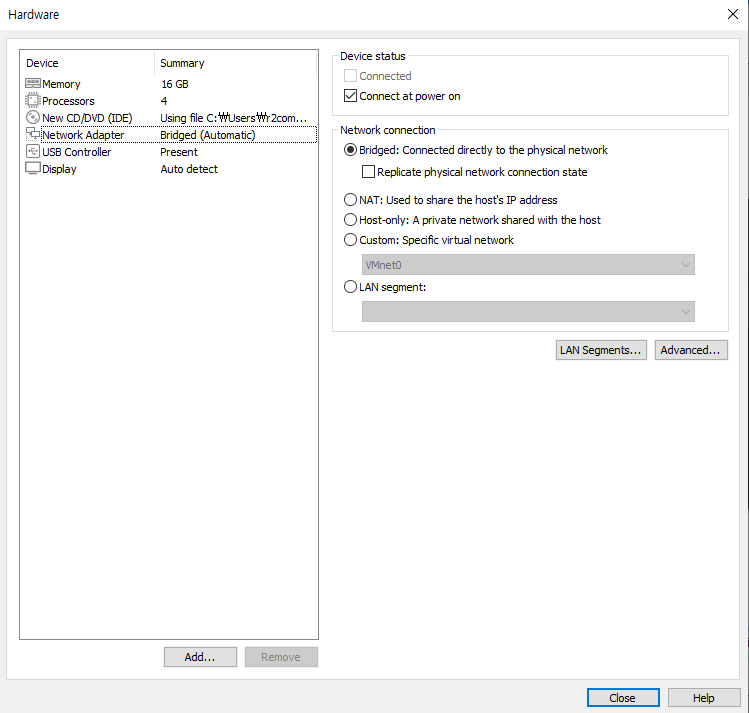 Hardware
Device Summary
Memory 16 GB
Processors 4
New CD/DVD (IDE) Using file C:₩Users₩r2com...
Network Adapter Bridged (Automatic)
USB Controller Present
Display Auto detect
Add... Remove
Device status
Connected
Connect at power on
Network connection
Bridged: Connected directly to the physical network
Replicate physical network connection state
NAT: Used to share the host's IP address
Host-only: A private network shared with the host
Custom: Specific virtual network
VMnet0
LAN segment:
LAN Segments... Advanced...
Close Help